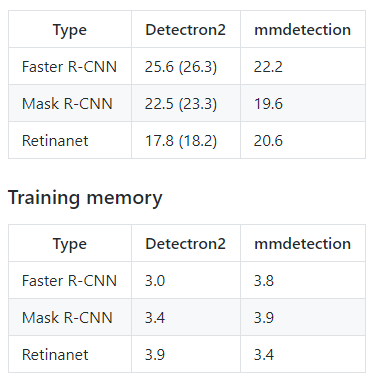 Type Detectron2 mmdetection
Faster R-CNN 25.6 (26.3) 22.2
Mask R-CNN 22.5 (23.3) 19.6
Retinanet 17.8 (18.2) 20.6
Training memory
Type Detectron2 mmdetection
Faster R-CNN 3.0 3.8
Mask R-CNN 3.4 3.9
Retinanet 3.9 3.4